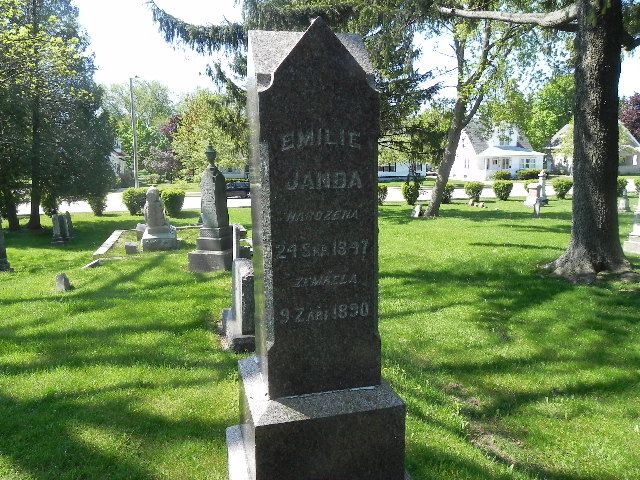 EMILIE
JANDA
NAROZENA
24 SRP. 1847
ZEMŘELA
9 ZÁŘÍ 1890